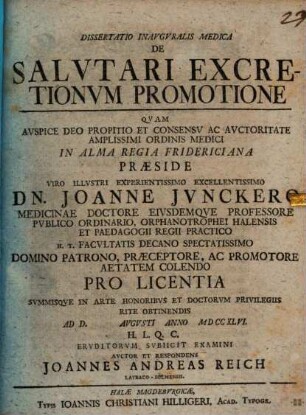 27
DISSERTATIO INAVGVRALIS MEDICA
DE
SALVTARI EXCRE-
TIONVM PROMOTIONE
QVAM
AVSPICE DEO PROPITIO ET CONSENSV AC AVCTORITATE
AMPLISSIMI ORDINIS MEDICI
IN ALMA REGIA FRIDERICIANA
PRÆSIDE
VIRO ILLVSTRI EXPERIENTISSIMO EXCELLENTISSIMO
DN. JOANNE JVNCKERO
MEDICINAE DOCTORE EIVSDEMQVE PROFESSORE
PVBLICO ORDINARIO, ORPHANOTROPHEI HALENSIS
ET PAEDAGOGII REGII PRACTICO
H. T. FACVLTATIS DECANO SPECTATISSIMO
DOMINO PATRONO, PRÆCEPTORE, AC PROMOTORE
AETATEM COLENDO
PRO LICENTIA
SVMMISQVE IN ARTE HONORIBVS ET DOCTORVM PRIVILEGIIS
RITE OBTINENDIS
AD D. AVGVSTI ANNO MDCCXLVI.
H. L. Q. C.
ERVDITORVM SVBIICIT EXAMINI
AVCTOR ET RESPONDENS
JOANNES ANDREAS REICH
HALÆ MAGDEBVRGICÆ,
TYPIS IOANNIS CHRISTIANI HILLIGERI, ACAD. TYPOGR.